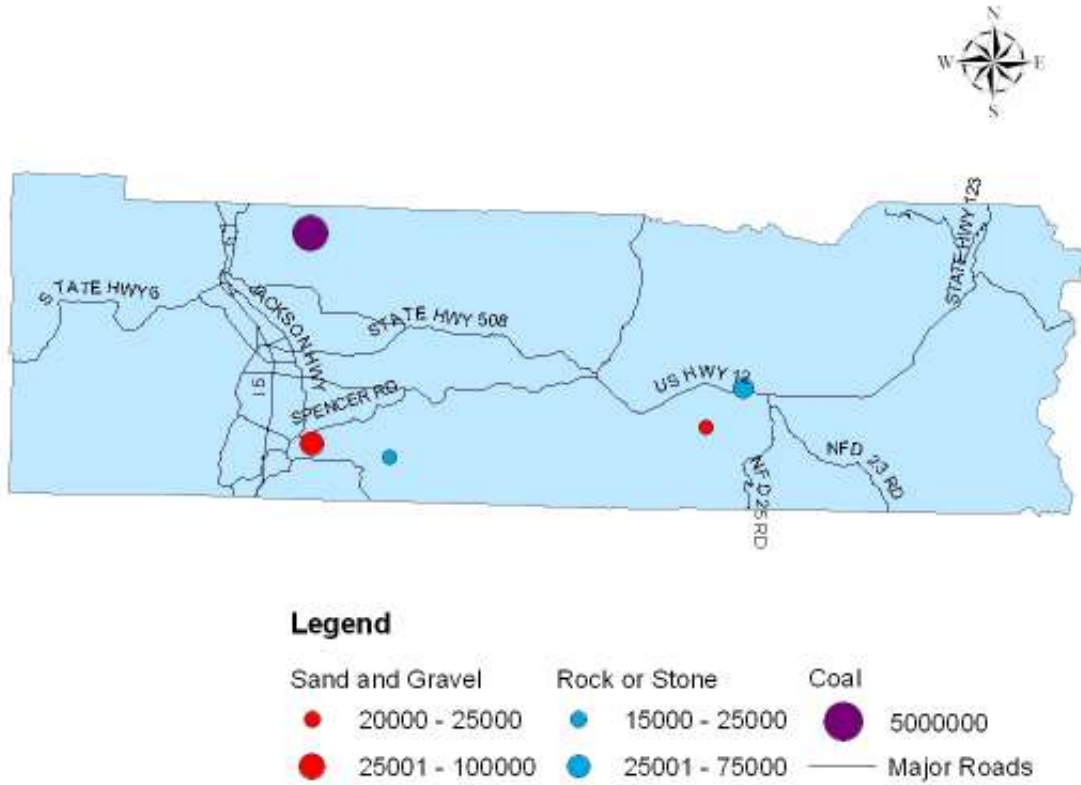 N
W E
S
STATE HWY 123
I 5
STATE HWY 6
JACKSON HWY
STATE HWY 508
US HWY 12
I 5
SPENCER RD
NFD 25 RD
NFD 23 RD
Legend
Sand and Gravel Rock or Stone Coal
20000 - 25000 15000 - 25000 5000000
25001 - 100000 25001 - 75000 Major Roads